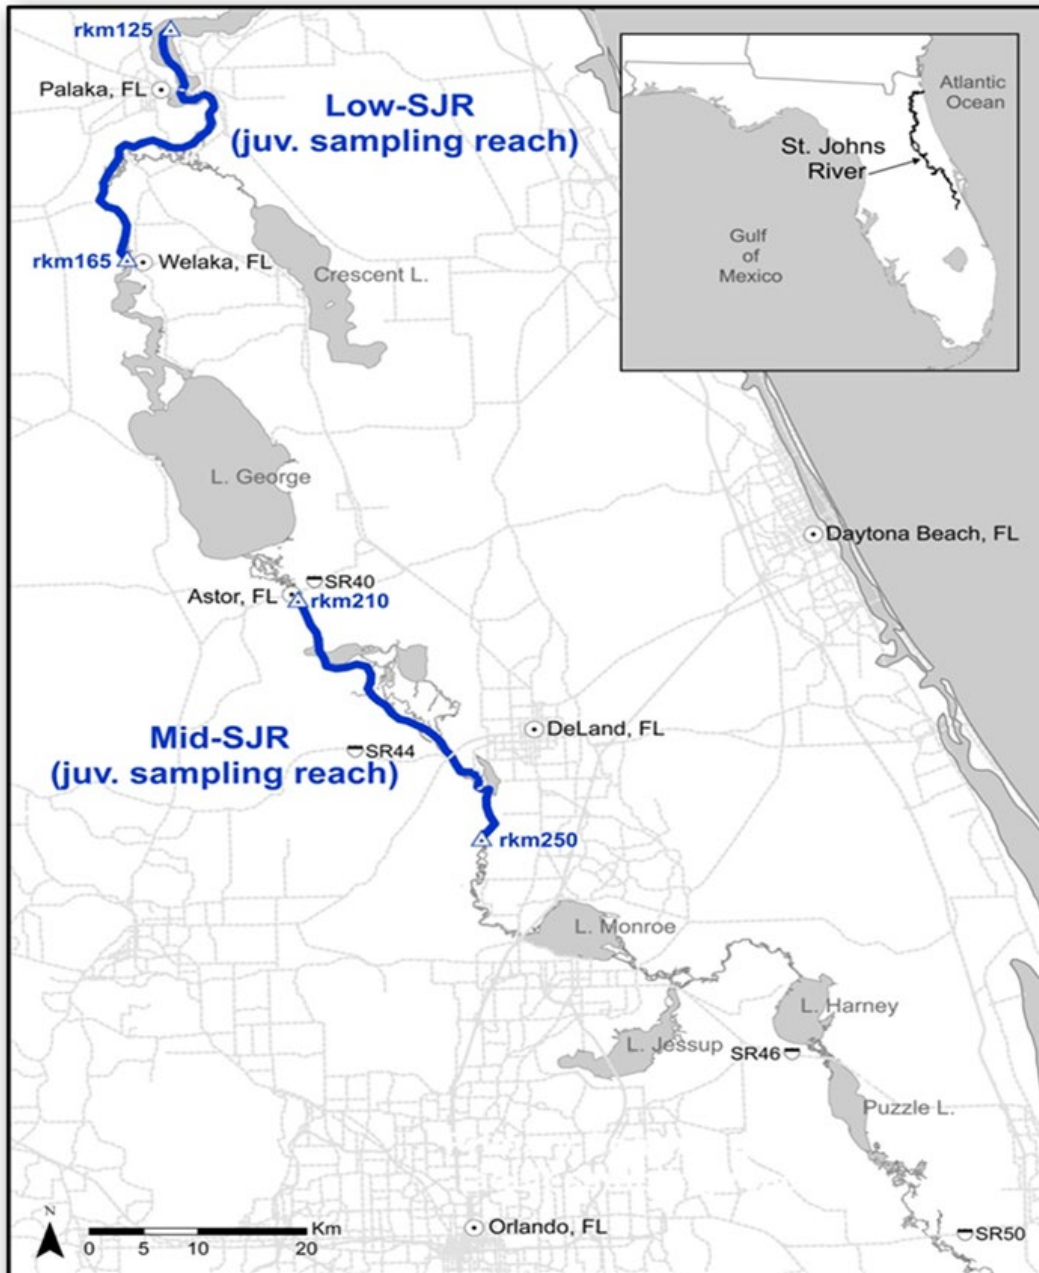 rkm125
Palaka, FL
Low-SJR
(juv. sampling reach)
Atlantic
Ocean
St. Johns
River
Gulf
of
Mexico
rkm165
Welaka, FL
Crescent L.
L. George
Daytona Beach, FL
SR40
Astor, FL
rkm210
Mid-SJR
(juv. sampling reach)
SR44
DeLand, FL
rkm250
L. Monroe
L. Harney
L. Jessup
SR46
Puzzle L.
N
Km
0 5 10 20
Orlando, FL
SR50